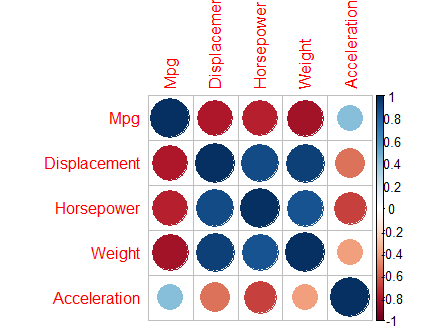 Mpg
Displacemen
Horsepower
Weight
Acceleration
Mpg
Displacement
Horsepower
Weight
Acceleration
1
0.8
0.6
0.4
0.2
0
-0.2
-0.4
-0.6
-0.8
-1